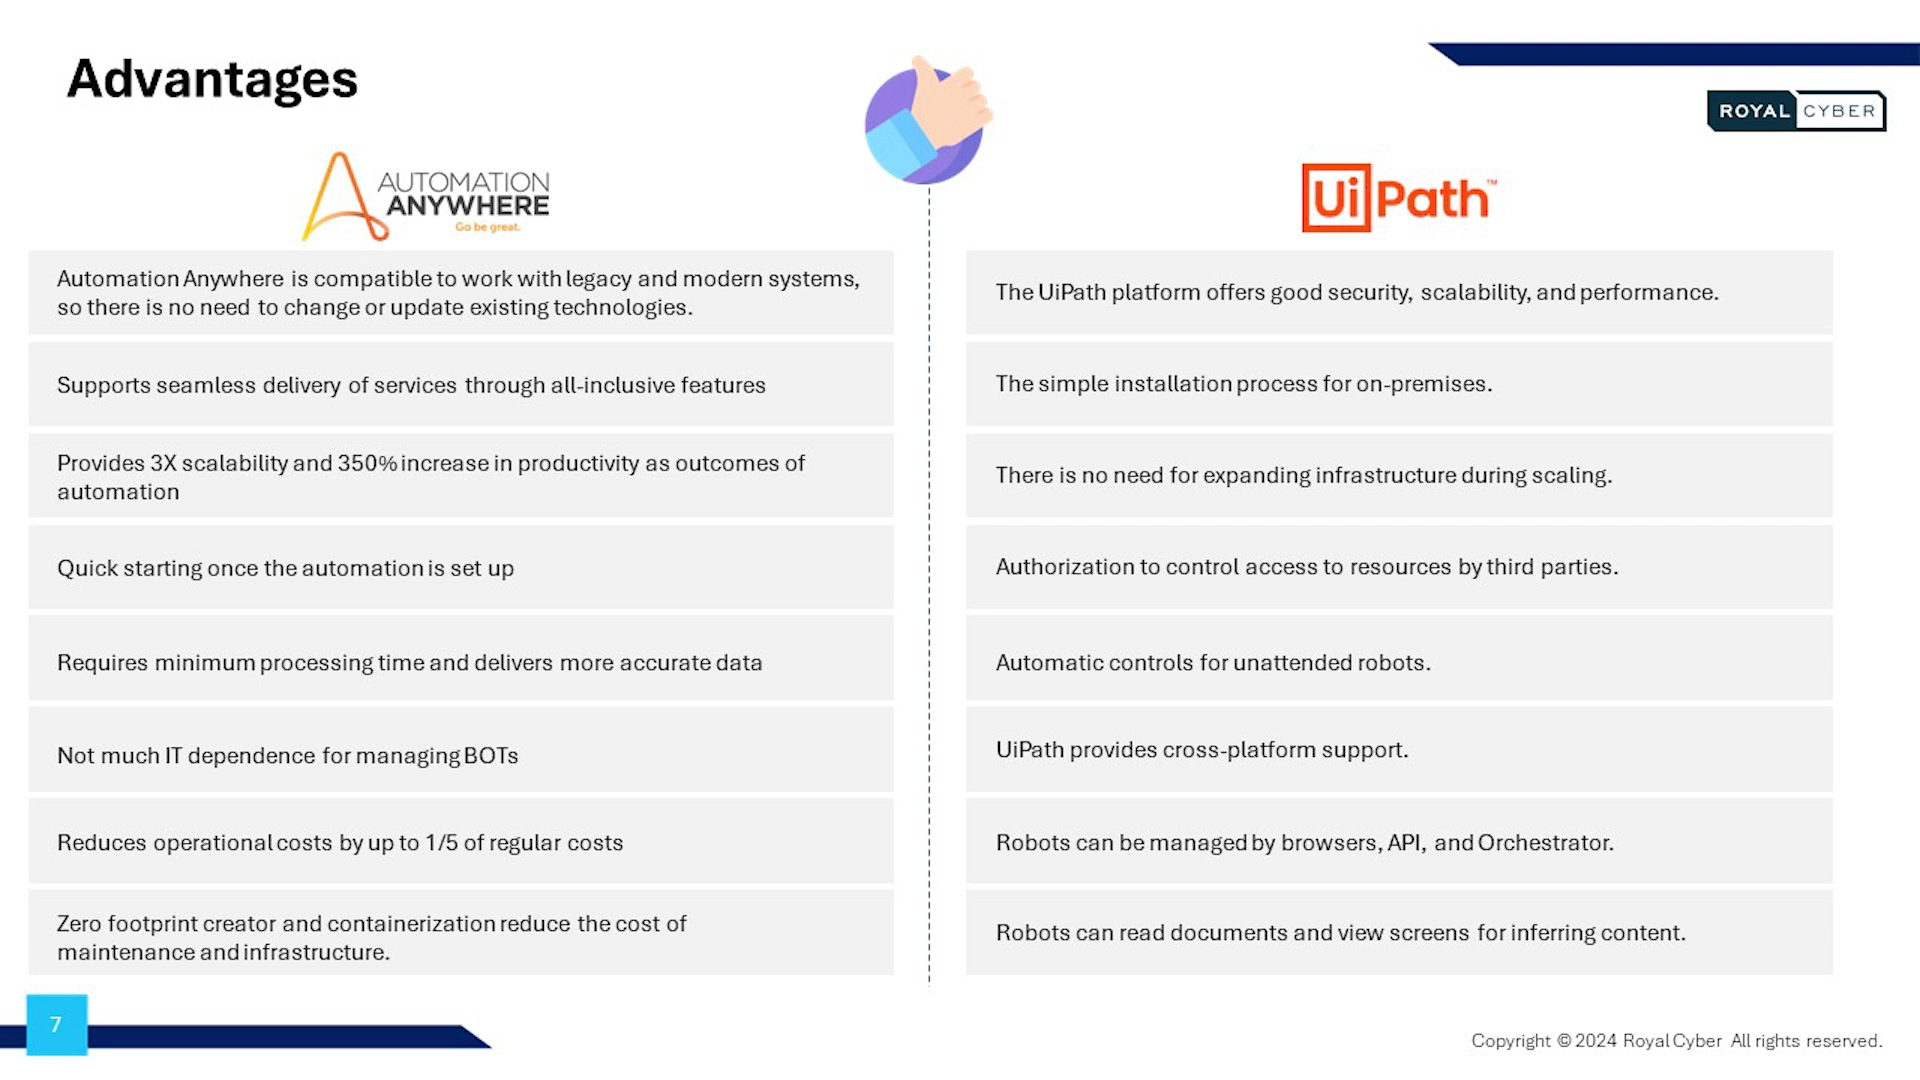 Advantages
ROYAL CYBER
AUTOMATION
ANYWHERE
Go be great.
Automation Anywhere is compatible to work with legacy and modern systems,
so there is no need to change or update existing technologies.
Supports seamless delivery of services through all-inclusive features
Provides 3X scalability and 350% increase in productivity as outcomes of
automation
Quick starting once the automation is set up
Requires minimum processing time and delivers more accurate data
Not much IT dependence for managing BOTs
Reduces operational costs by up to 1/5 of regular costs
Zero footprint creator and containerization reduce the cost of
maintenance and infrastructure.
UiPath™
The UiPath platform offers good security, scalability, and performance.
The simple installation process for on-premises.
There is no need for expanding infrastructure during scaling.
Authorization to control access to resources by third parties.
Automatic controls for unattended robots.
UiPath provides cross-platform support.
Robots can be managed by browsers, API, and Orchestrator.
Robots can read documents and view screens for inferring content.
7
Copyright © 2024 Royal Cyber All rights reserved.